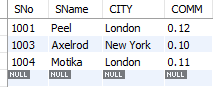 SNo SName CITY COMM
1001 Peel London 0.12
1003 Axelrod New York 0.10
1004 Motika London 0.11
NULL NULL NULL NULL